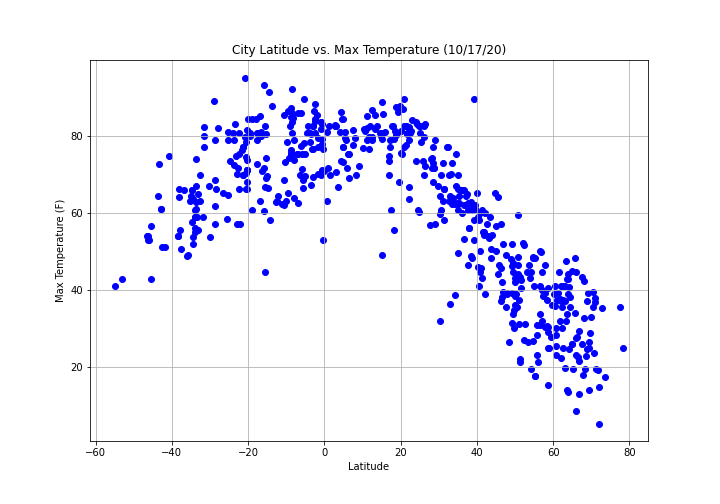 City Latitude vs. Max Temperature (10/17/20)
Max Temperature (F)
80
60
40
20
−60 −40 −20 0 20 40 60 80
Latitude